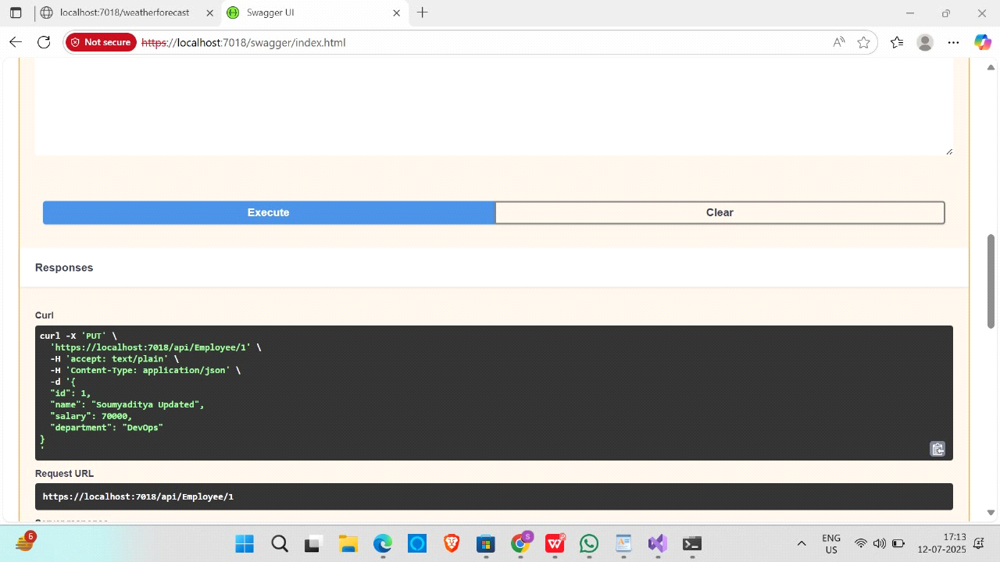 localhost:7018/weatherforecast
Swagger UI
Not secure
https://localhost:7018/swagger/index.html
Execute
Clear
Responses
Curl
curl -X 'PUT' \
'https://localhost:7018/api/Employee/1' \
-H 'accept: text/plain' \
-H 'Content-Type: application/json' \
-d '{
"id": 1,
"name": "Soumyaditya Updated",
"salary": 70000,
"department": "DevOps"
}
'
Request URL
https://localhost:7018/api/Employee/1
6
S
ENG
US
17:13
12-07-2025